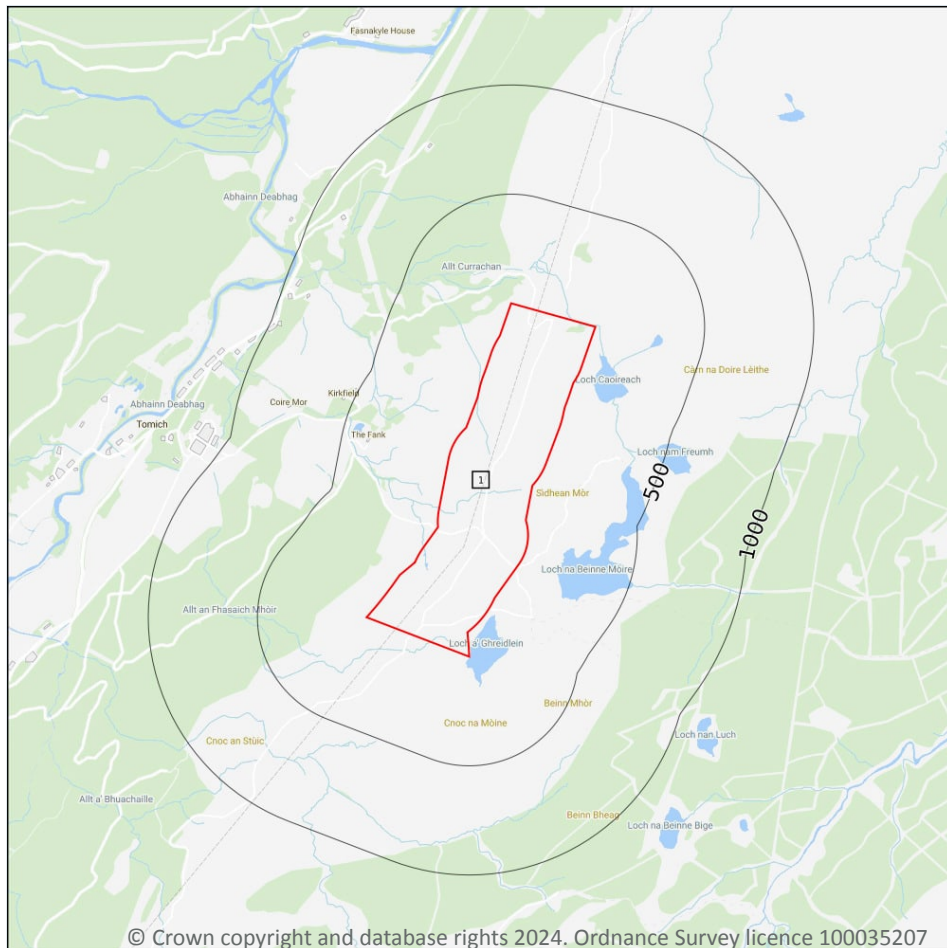 Fasnakyle House
Abhainn Deabhag
Allt Currachan
Càrn na Doire Lèithe
Loch Caoireach
Kirkfield
Coire Mor
Abhainn Deabhag
Tomich
The Fank
Loch nam Freumh
500
1
Sìdhean Mòr
1000
Loch na Beinne Moire
Allt an Fhasaich Mhòir
Loch a' Ghreidlein
Beinn Mhòr
Cnoc na Mòine
Loch nan Luch
Cnoc an Stùic
Allt a' Bhuachaille
Beinn Bheag
Loch na Beinne Bige
© Crown copyright and database rights 2024. Ordnance Survey licence 100035207